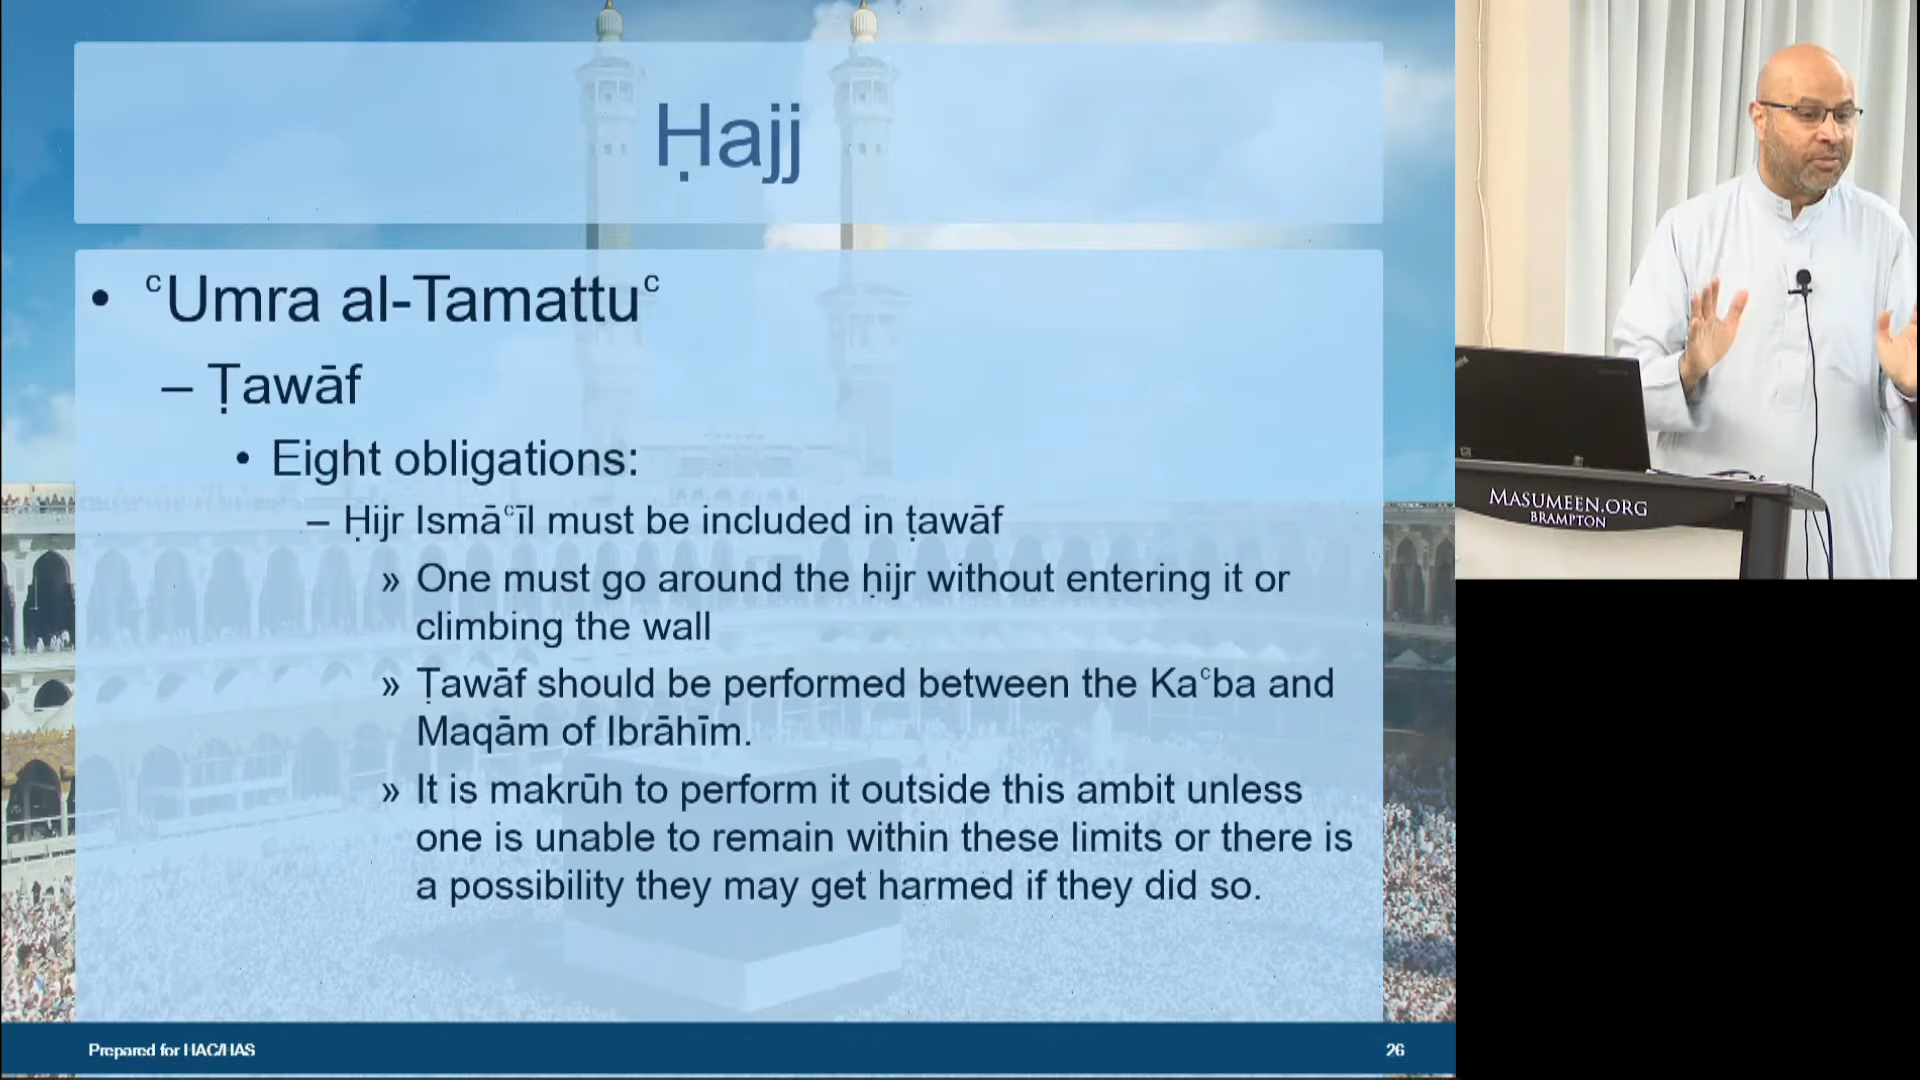 Ḥajj
• ᶜUmra al-Tamattuᶜ
– Ṭawāf
• Eight obligations:
– Ḥijr Ismāᶜīl must be included in ṭawāf
» One must go around the ḥijr without entering it or
climbing the wall
» Ṭawāf should be performed between the Kaᶜba and
Maqām of Ibrāhīm.
» It is makrūh to perform it outside this ambit unless
one is unable to remain within these limits or there is
a possibility they may get harmed if they did so.
Prepared for HAC/HAS
26
MASUMEEN.ORG
BRAMPTON